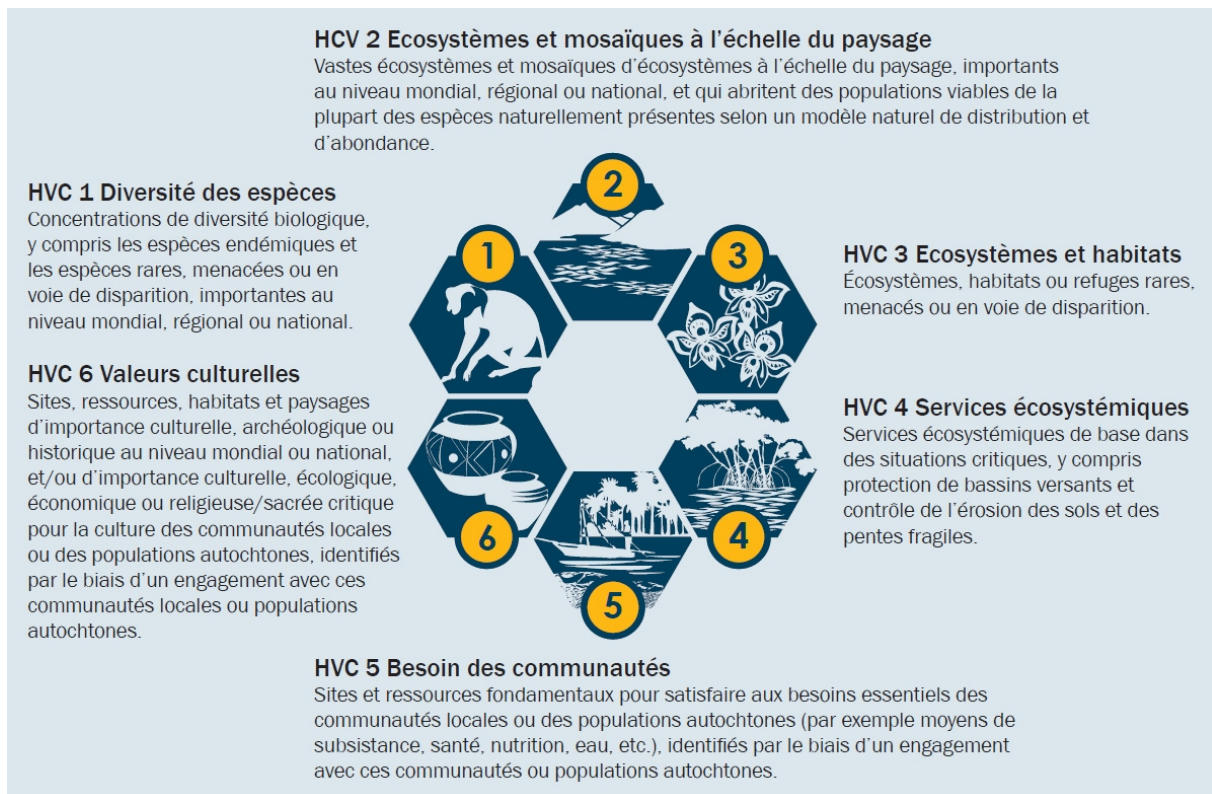 HCV 2 Ecosystèmes et mosaïques à l’échelle du paysage
Vastes écosystèmes et mosaïques d’écosystèmes à l’échelle du paysage, importants
au niveau mondial, régional ou national, et qui abritent des populations viables de la
plupart des espèces naturellement présentes selon un modèle naturel de distribution et
d’abondance.
HVC 1 Diversité des espèces
Concentrations de diversité biologique,
y compris les espèces endémiques et
les espèces rares, menacées ou en
voie de disparition, importantes au
niveau mondial, régional ou national.
2
1
3
HVC 3 Ecosystèmes et habitats
Écosystèmes, habitats ou refuges rares,
menacés ou en voie de disparition.
HVC 6 Valeurs culturelles
Sites, ressources, habitats et paysages
d’importance culturelle, archéologique ou
historique au niveau mondial ou national,
et/ou d’importance culturelle, écologique,
économique ou religieuse/sacrée critique
pour la culture des communautés locales
ou des populations autochtones, identifiés
par le biais d’un engagement avec ces
communautés locales ou populations
autochtones.
6
5
4
HVC 4 Services écosystémiques
Services écosystémiques de base dans
des situations critiques, y compris
protection de bassins versants et
contrôle de l’érosion des sols et des
pentes fragiles.
HVC 5 Besoin des communautés
Sites et ressources fondamentaux pour satisfaire aux besoins essentiels des
communautés locales ou des populations autochtones (par exemple moyens de
subsistance, santé, nutrition, eau, etc.), identifiés par le biais d’un engagement
avec ces communautés ou populations autochtones.